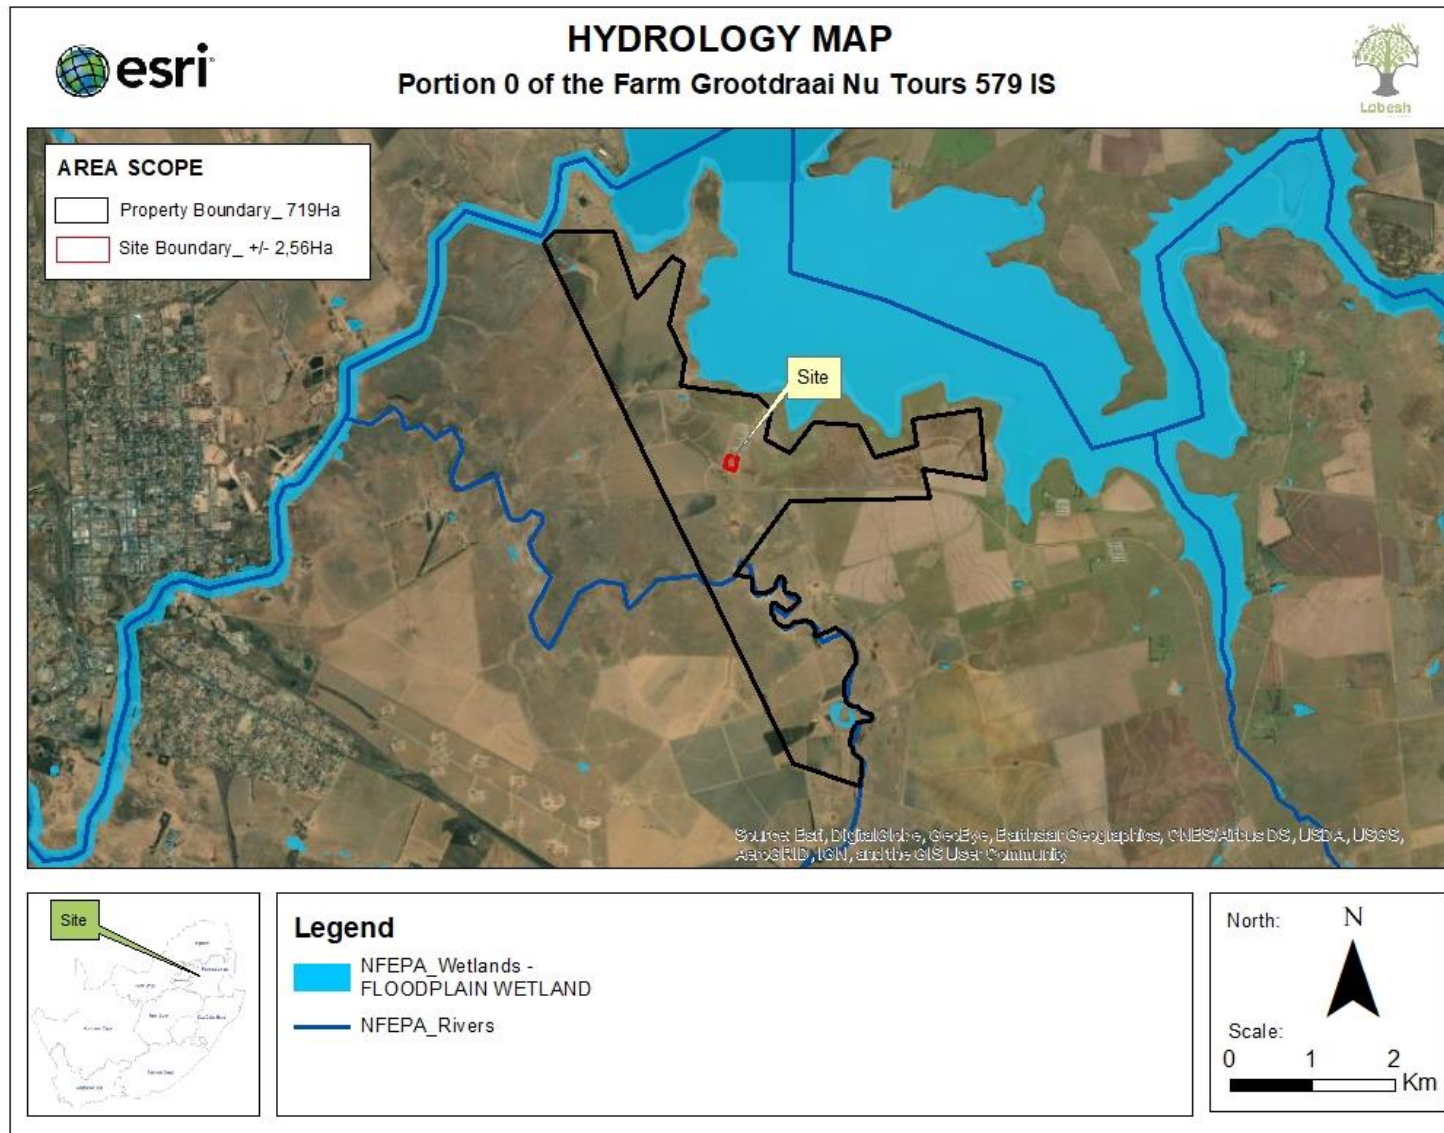 HYDROLOGY MAP
Portion 0 of the Farm Grootdraai Nu Tours 579 IS
esri
Labesh
AREA SCOPE
Property Boundary_ 719Ha
Site Boundary_ +/- 2,56Ha
Site
Source: Esri, DigitalGlobe, GeoEye, Earthstar Geographics, CNES/Airbus DS, USDA, USGS,
AeroGRID, IGN, and the GIS User Community
Site
Legend
NFEPA_Wetlands -
FLOODPLAIN WETLAND
NFEPA_Rivers
North:
N
Scale:
0 1 2
Km